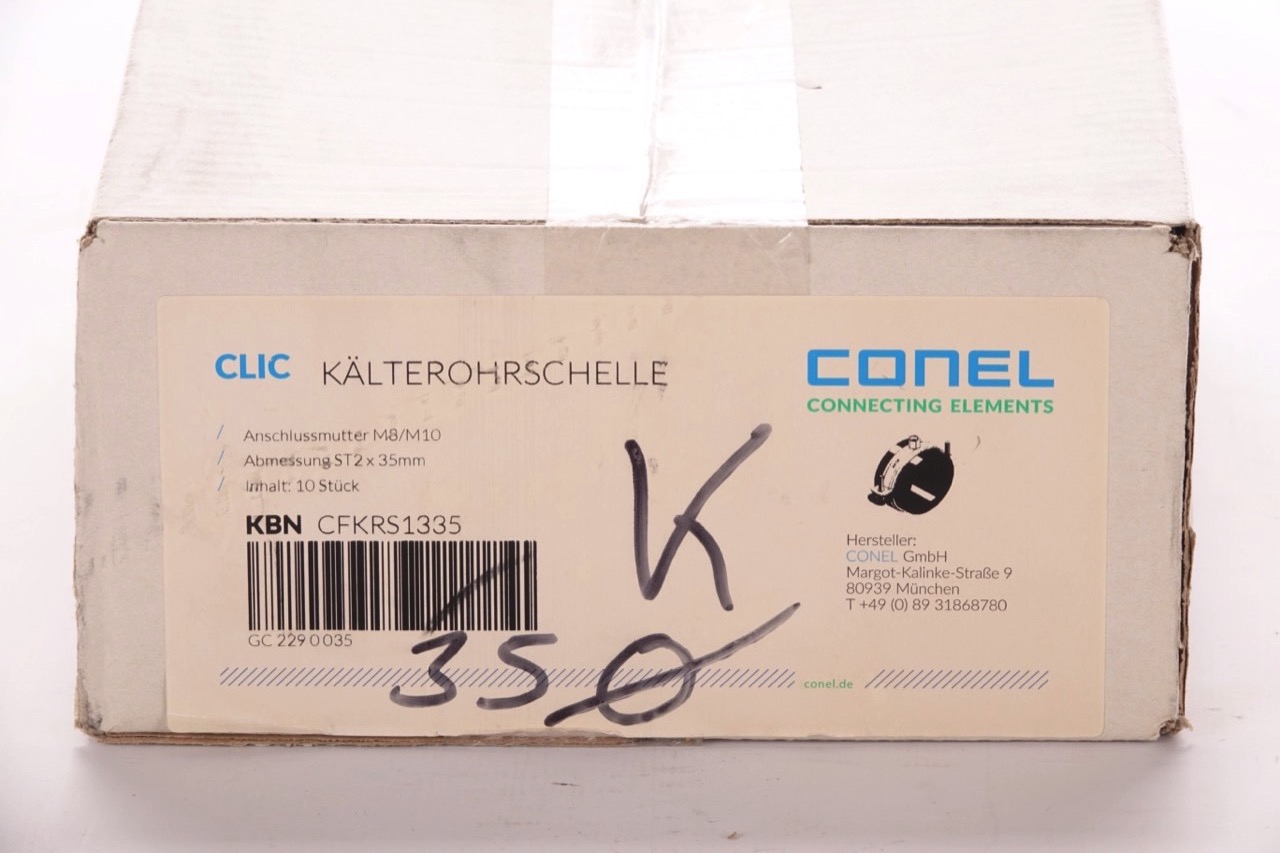 CLIC KÄLTEROHRSCHELLE
/ Anschlussmutter M8/M10
/ Abmessung ST2 x 35mm
/ Inhalt: 10 Stück
KBN CFKRS1335
GC 229 0 035
CONEL
CONNECTING ELEMENTS
Hersteller:
CONEL GmbH
Margot-Kalinke-Straße 9
80939 München
T +49 (0) 89 31868780
K
35 Ø
conel.de